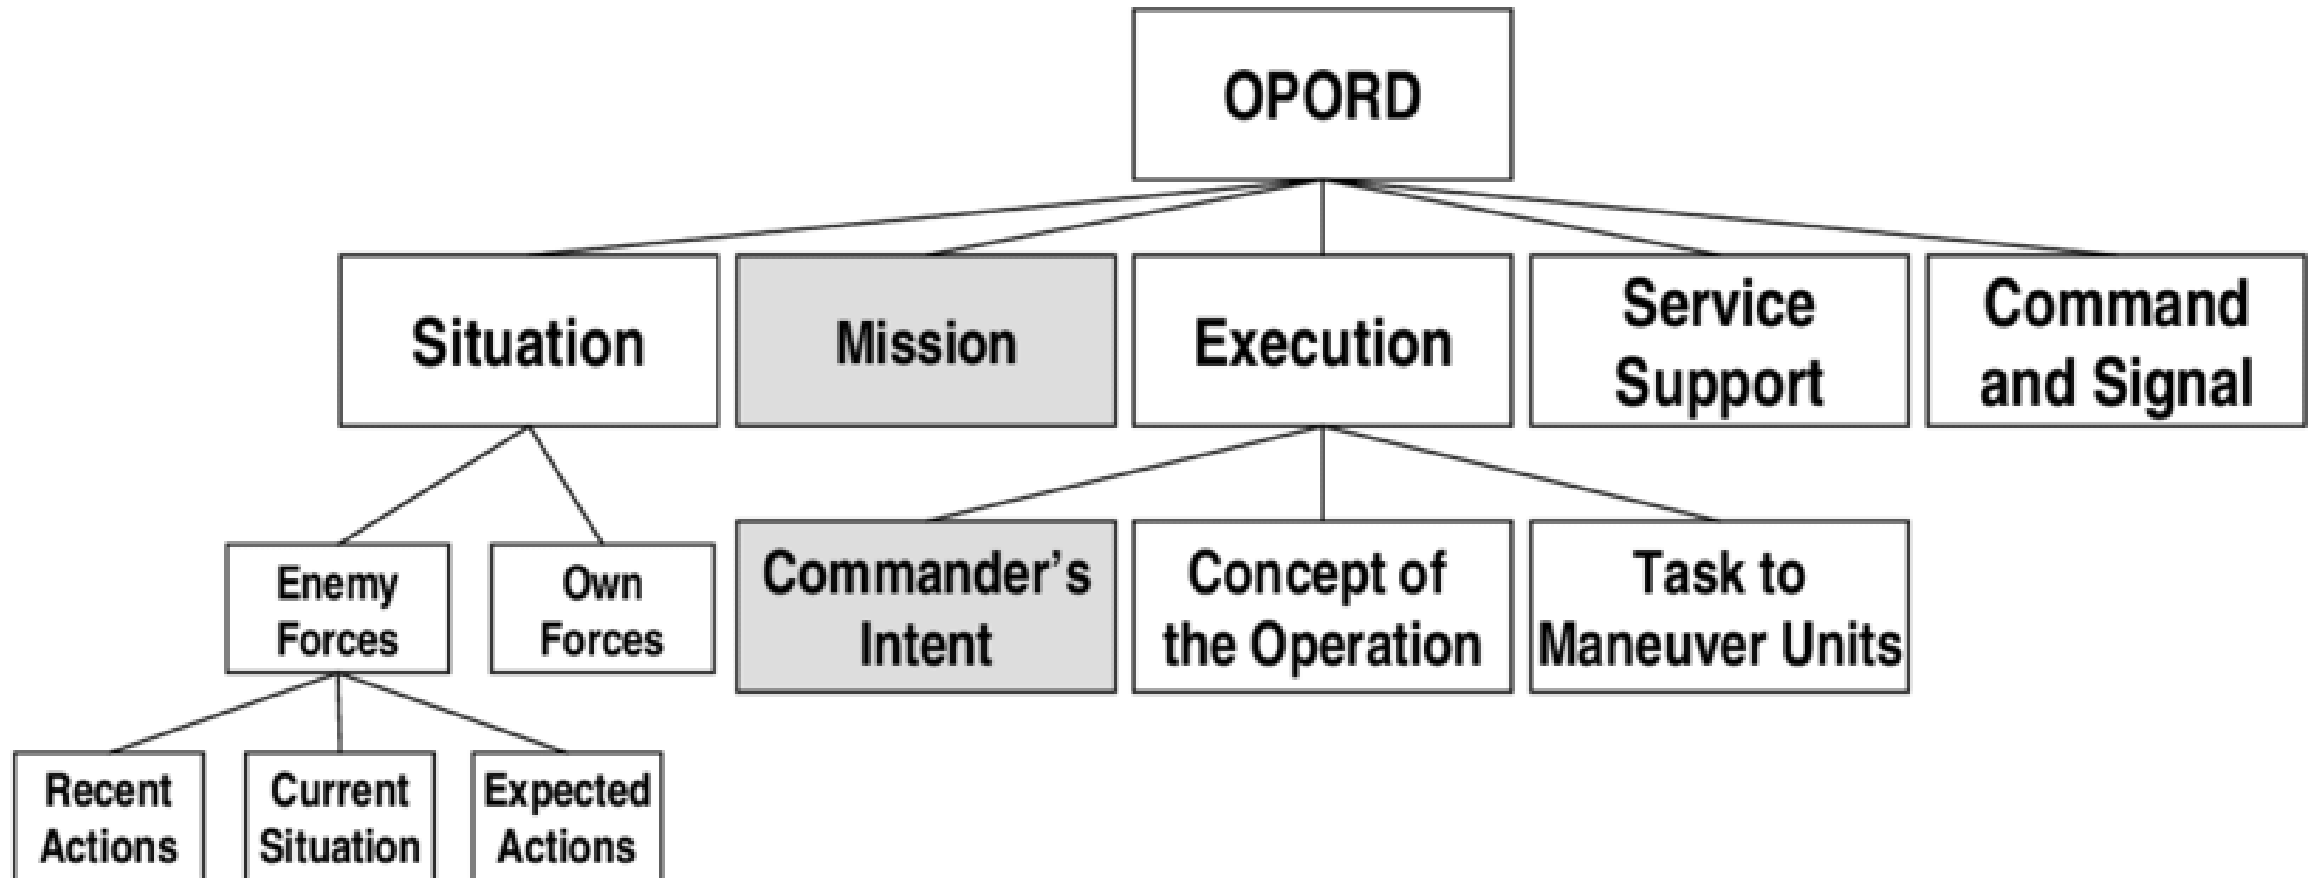 OPORD
Situation
Mission
Execution
Service
Support
Command
and Signal
Enemy
Forces
Own
Forces
Commander's
Intent
Concept of
the Operation
Task to
Maneuver Units
Recent
Actions
Current
Situation
Expected
Actions